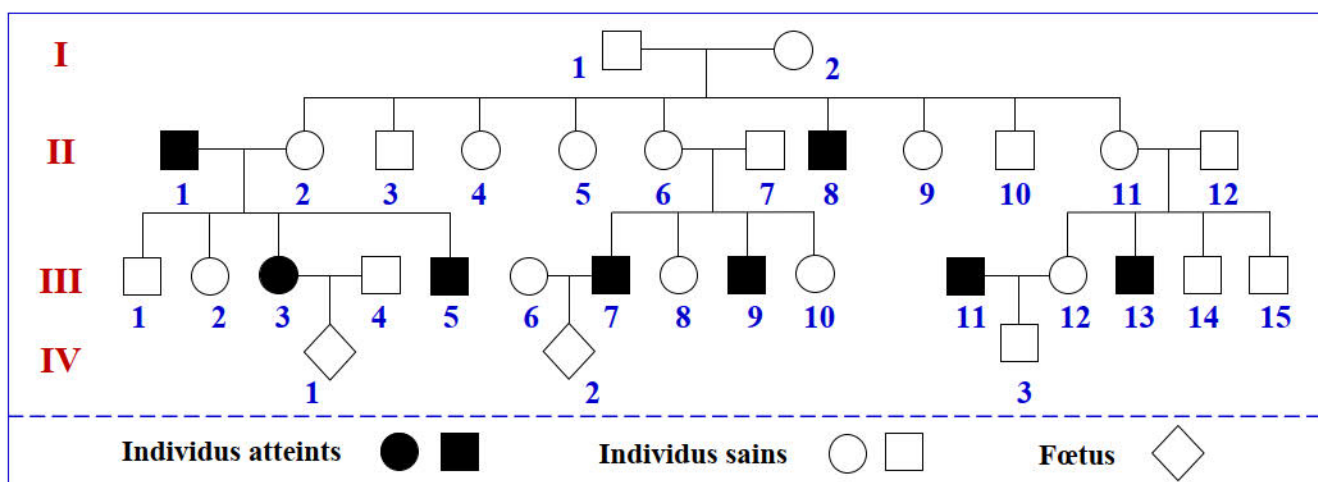 I
1 2
II
1 2 3 4 5 6 7 8 9 10 11 12
III
1 2 3 4 5 6 7 8 9 10 11 12 13 14 15
IV
1 2 3
Individus atteints Individus sains Fœtus